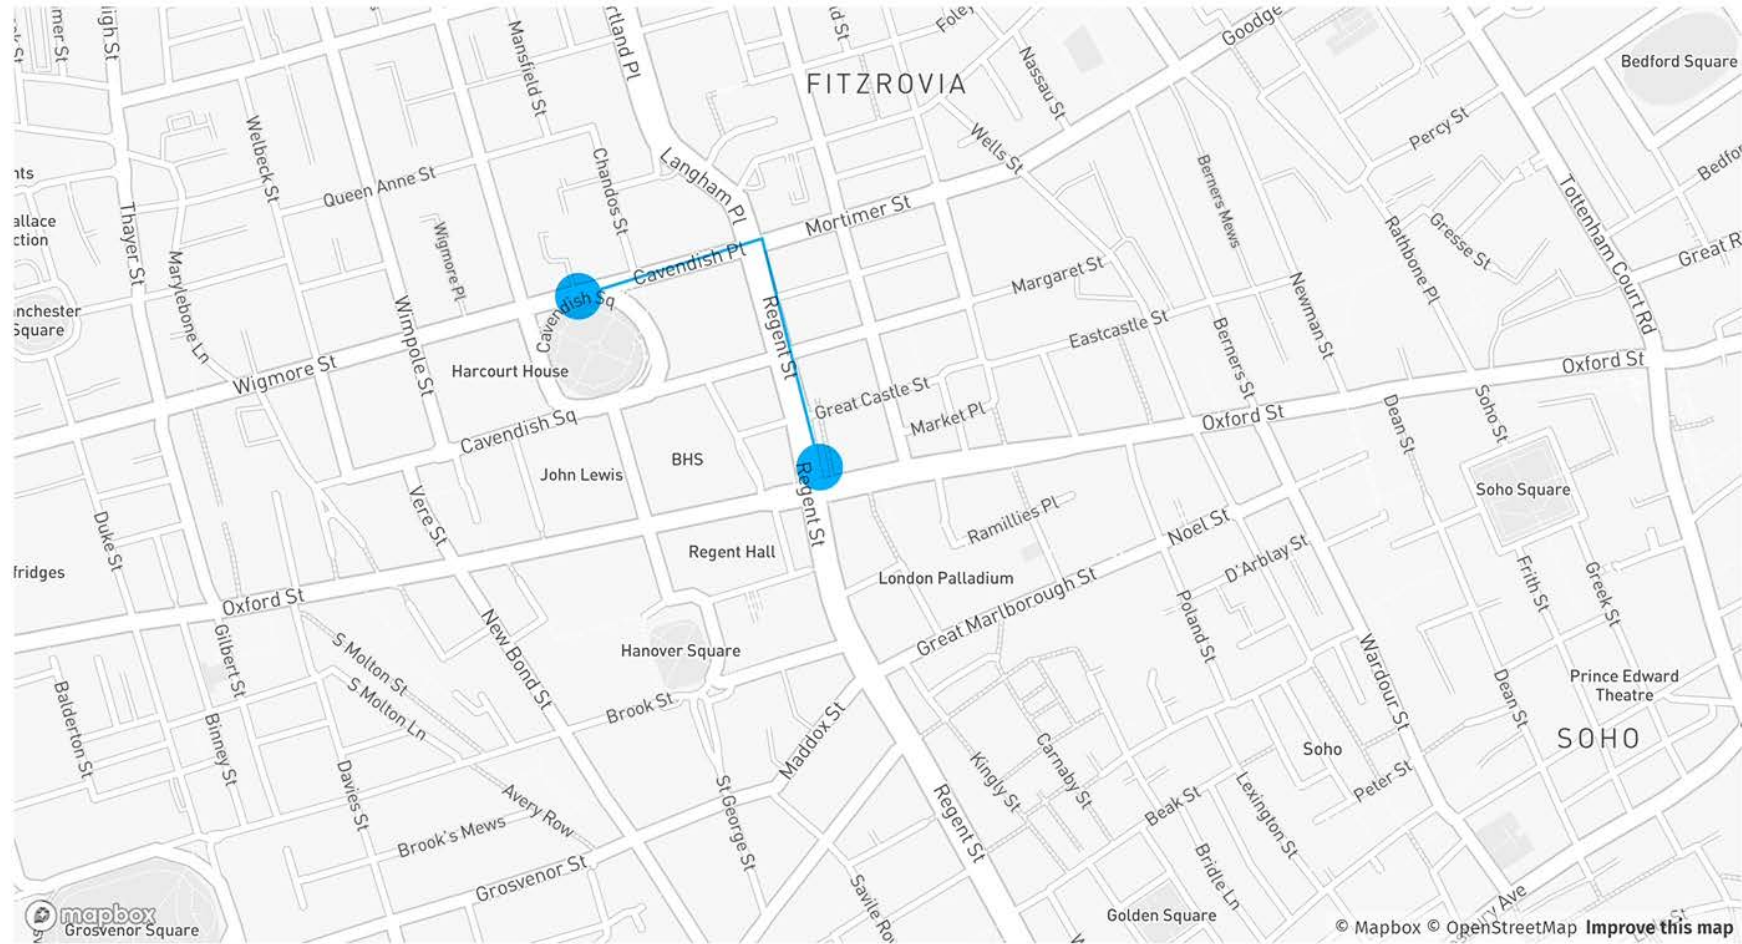 Mansfield St
Foley
Goodge
Bedford Square
FITZROVIA
Nassau St
Welbeck St
Percy St
Wells St
Langham Pl
Chandos St
Queen Anne St
Berners Mews
Tottenham Court Rd
Thayer St
Mortimer St
Rathbone Pl
Gresse St
Wigmore Pl
Marylebone Ln
Cavendish Pl
Margaret St
Newman St
Square
Wimpole St
Cavendish Sq
Regent St
Eastcastle St
Berners St
Wigmore St
Harcourt House
Oxford St
Great Castle St
Market Pl
Oxford St
Dean St
Soho St
Cavendish Sq
John Lewis
BHS
Regent St
Soho Square
Vere St
Duke St
Ramillies Pl
Noel St
Regent Hall
London Palladium
D'Arblay St
Frith St
Greek St
Oxford St
Great Marlborough St
Poland St
Gilbert St
New Bond St
S Molton St
Hanover Square
Wardour St
Prince Edward
Theatre
S Molton Ln
Balderton St
Brook St
Dean St
Binney St
Maddox St
SOHO
Soho
Davies St
Carnaby St
Kingly St
Peter St
Avery Row
St George St
Beak St
Lexington St
Brook's Mews
Regent St
Grosvenor St
Bridle Ln
Savile Ro
Golden Square
mapbox
Grosvenor Square
© Mapbox © OpenStreetMap Improve this map